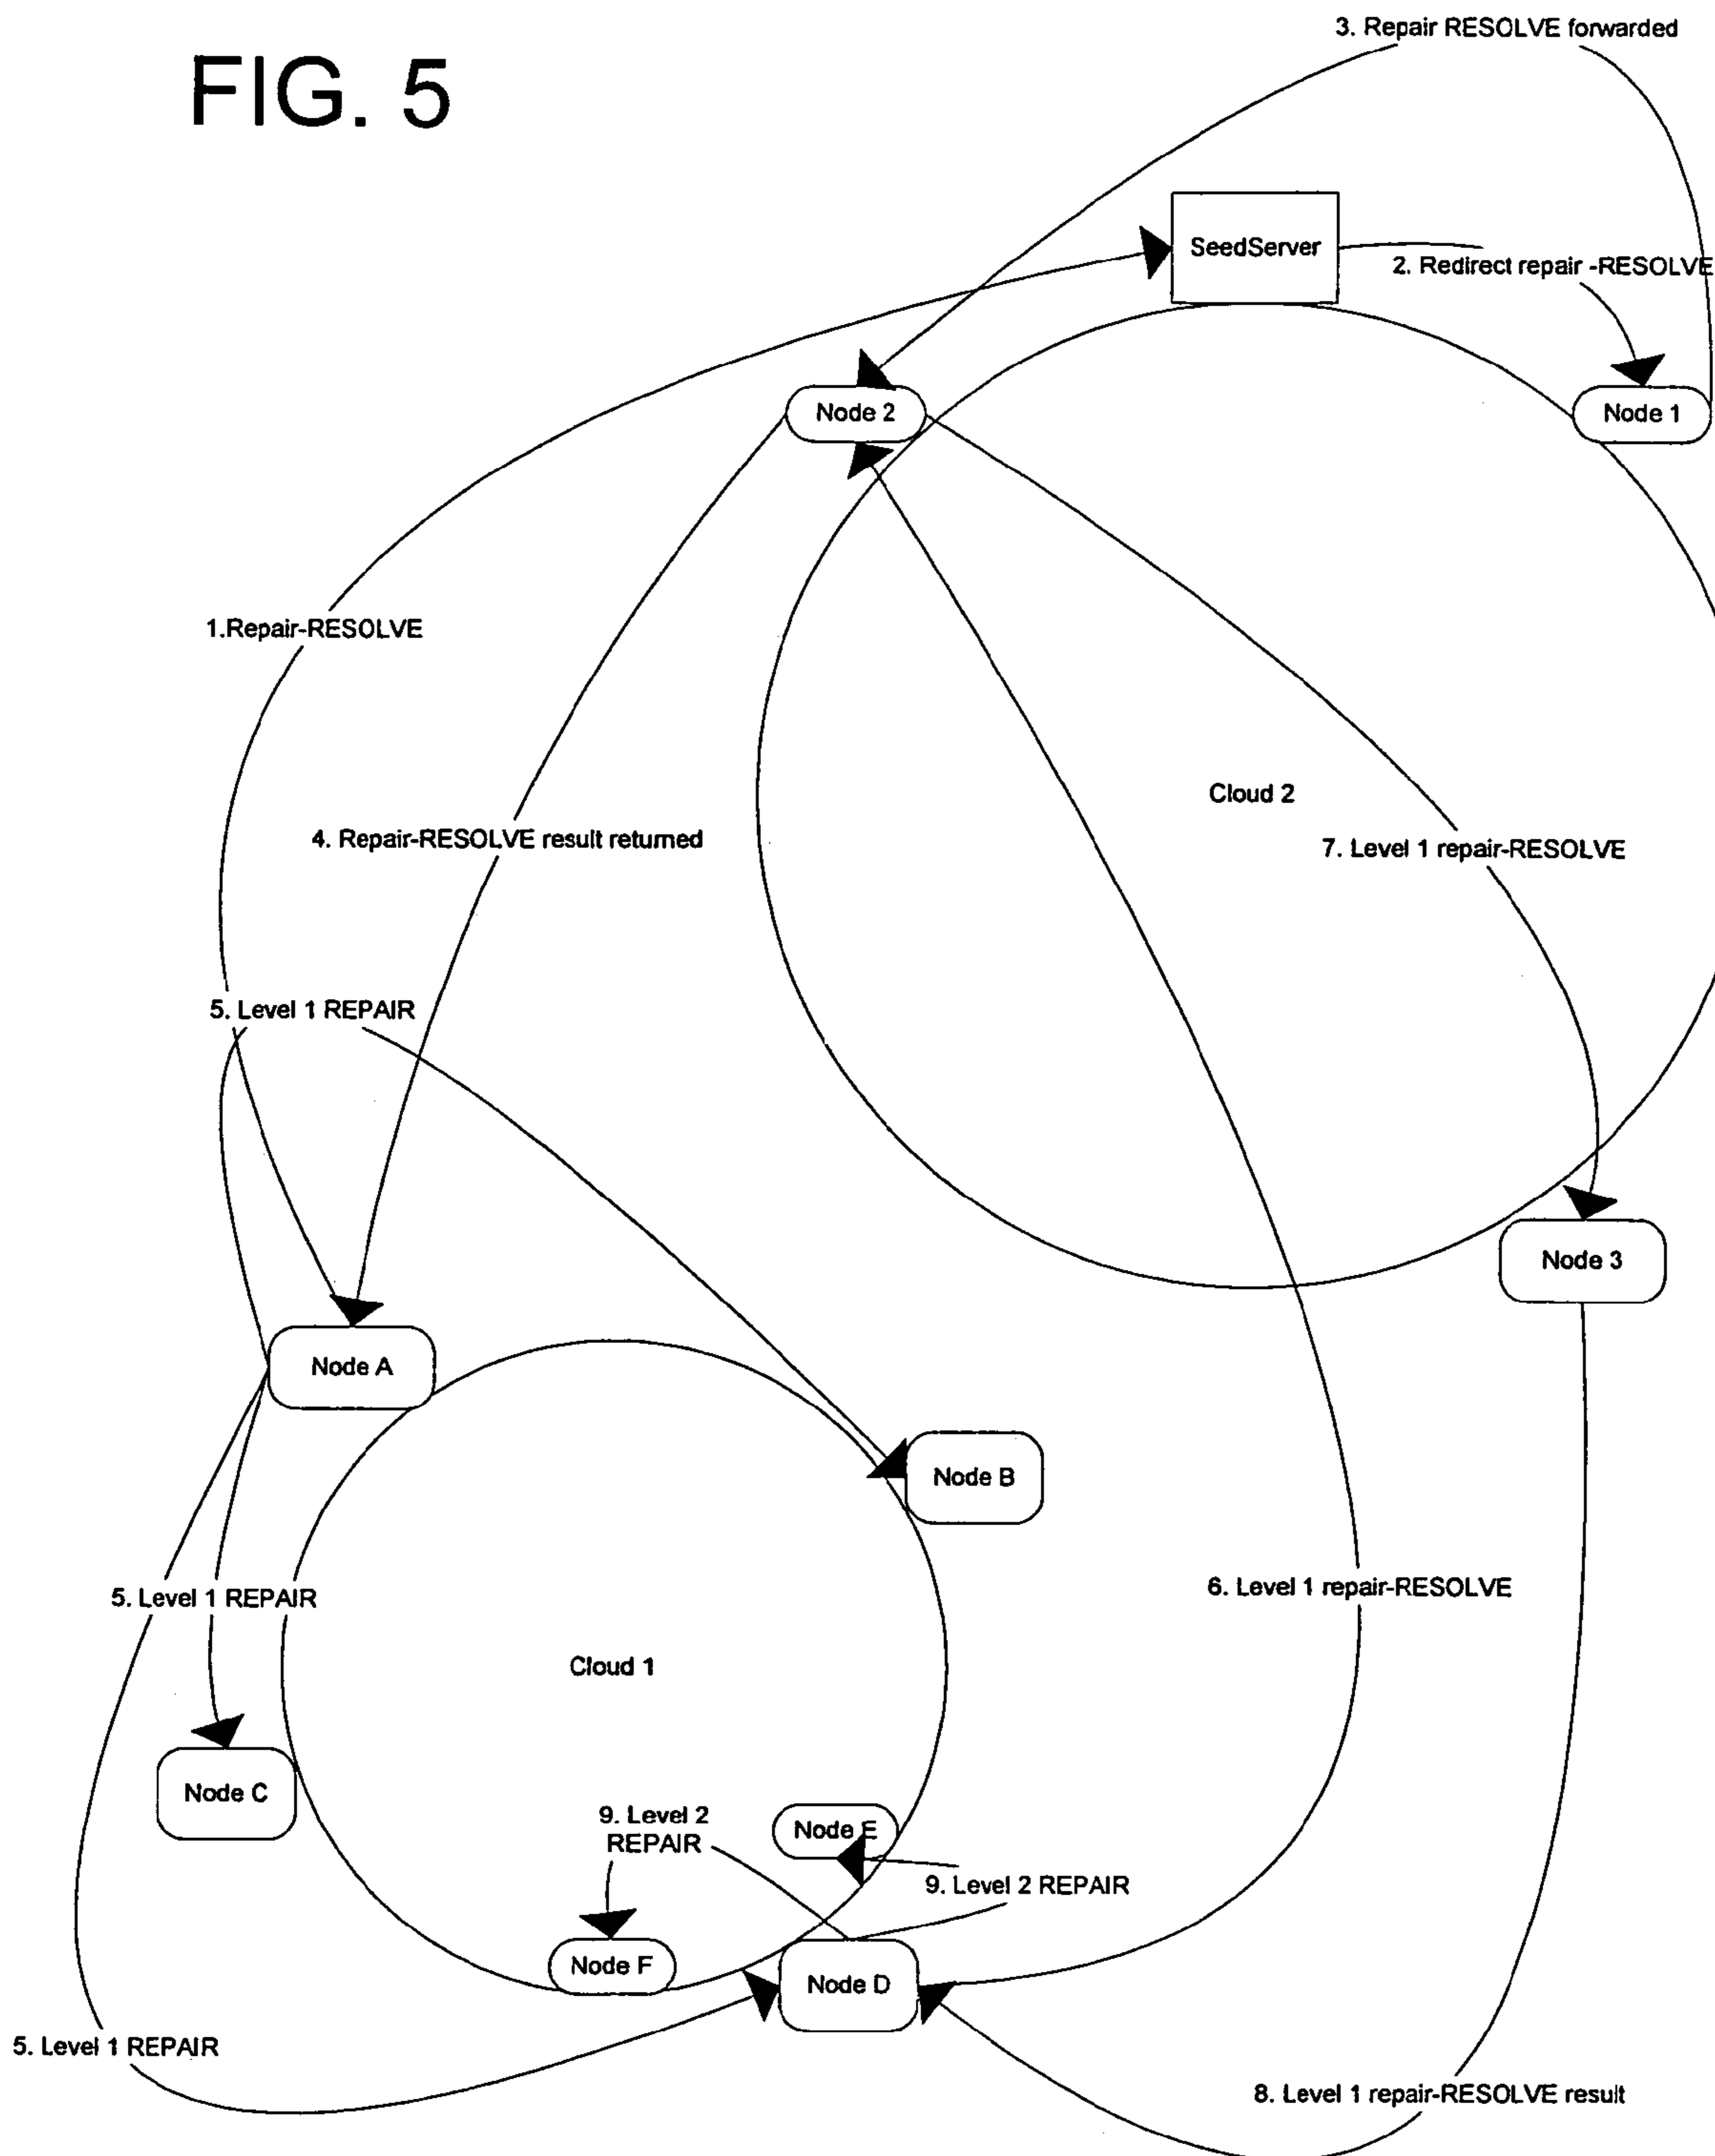 3. Repair RESOLVE forwarded
FIG. 5
SeedServer
2. Redirect repair -RESOLVE
Node 2
Node 1
1.Repair-RESOLVE
Cloud 2
4. Repair-RESOLVE result returned
7. Level 1 repair-RESOLVE
5. Level 1 REPAIR
Node 3
Node A
Node B
6. Level 1 repair-RESOLVE
5. Level 1 REPAIR
Cloud 1
Node C
9. Level 2
REPAIR
Node E
9. Level 2 REPAIR
Node F
Node D
5. Level 1 REPAIR
8. Level 1 repair-RESOLVE result